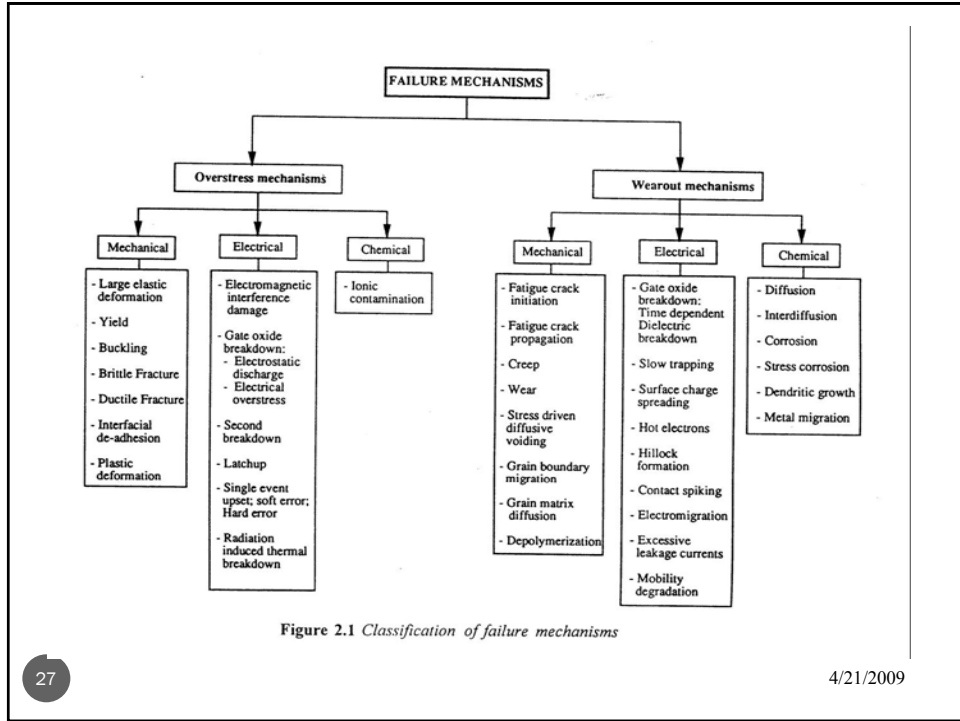 FAILURE MECHANISMS
Overstress mechanisms
Mechanical
- Large elastic
deformation
- Yield
- Buckling
- Brittle Fracture
- Ductile Fracture
- Interfacial
de-adhesion
- Plastic
deformation
Electrical
- Electromagnetic
interference
damage
- Gate oxide
breakdown:
- Electrostatic
discharge
- Electrical
overstress
- Second
breakdown
- Latchup
- Single event
upset; soft error;
Hard error
- Radiation
induced thermal
breakdown
Chemical
- Ionic
contamination
Wearout mechanisms
Mechanical
- Fatigue crack
initiation
- Fatigue crack
propagation
- Creep
- Wear
- Stress driven
diffusive
voiding
- Grain boundary
migration
- Grain matrix
diffusion
- Depolymerization
Electrical
- Gate oxide
breakdown:
Time dependent
Dielectric
breakdown
- Slow trapping
- Surface charge
spreading
- Hot electrons
- Hillock
formation
- Contact spiking
- Electromigration
- Excessive
leakage currents
- Mobility
degradation
Chemical
- Diffusion
- Interdiffusion
- Corrosion
- Stress corrosion
- Dendritic growth
- Metal migration
Figure 2.1 Classification of failure mechanisms
27
4/21/2009